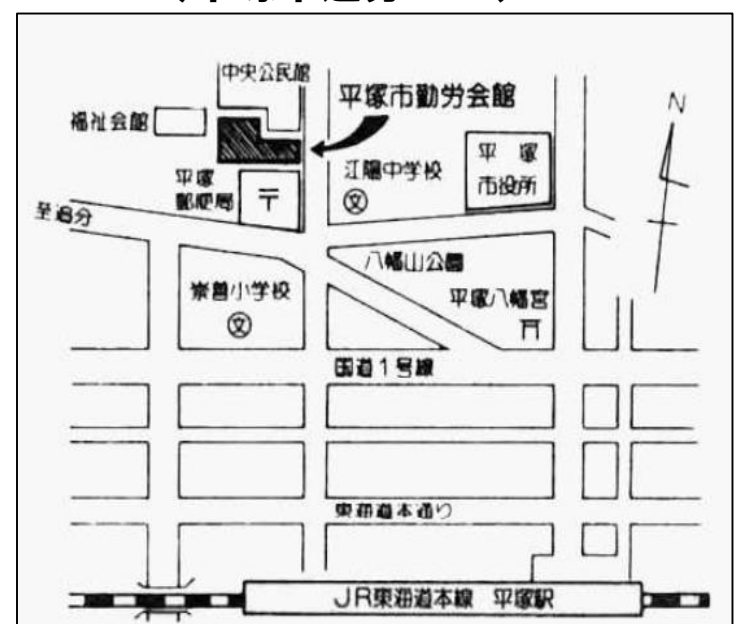 中央公民館
平塚市勤労会館
福祉会館
N
平塚
市役所
江陽中学校
文
平塚
郵便局
〒
至追分
八幡山公園
崇善小学校
文
平塚八幡宮
国道1号線
東海道本通り
JR東海道本線 平塚駅